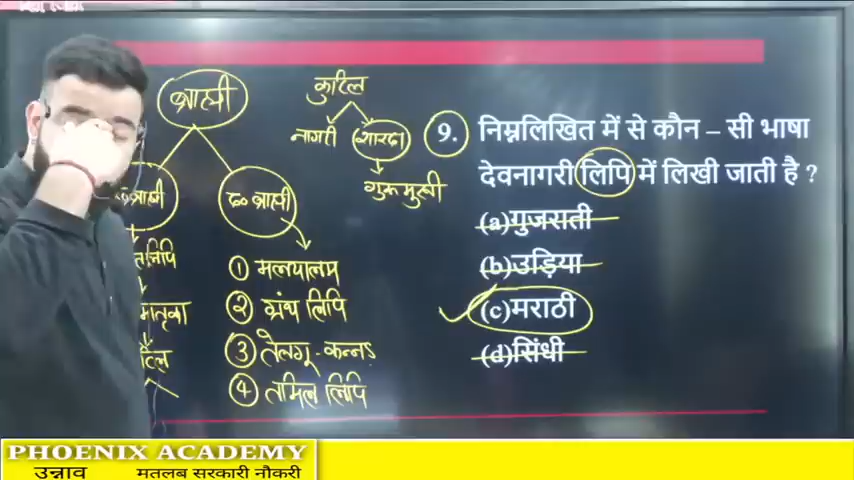 ब्राह्मी
कुटिल
नागरी
शारदा
गुरूमुखी
द० ब्राह्मी
① मलयालम
② ग्रंथ लिपि
③ तेलगू-कन्नड़
④ तमिल लिपि
9. निम्नलिखित में से कौन – सी भाषा
देवनागरी लिपि में लिखी जाती है ?
(a)गुजराती
(b)उड़िया
(c)मराठी
(d)सिंधी
PHOENIX ACADEMY
उन्नाव मतलब सरकारी नौकरी